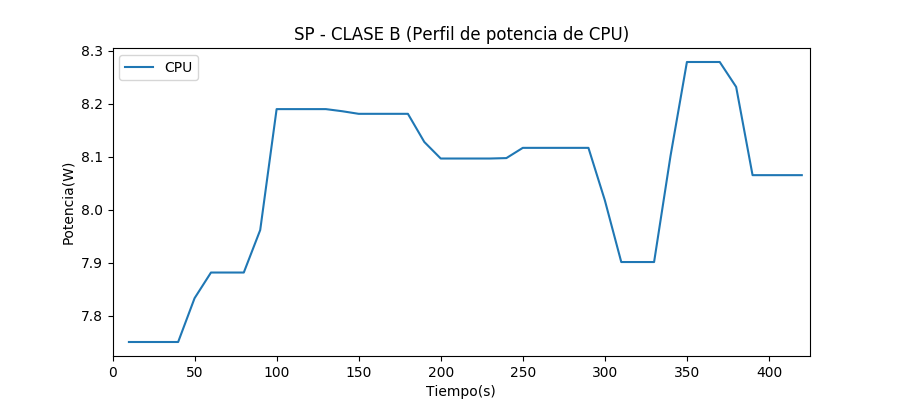 SP - CLASE B (Perfil de potencia de CPU)
CPU
Potencia(W)
8.3
8.2
8.1
8.0
7.9
7.8
0 50 100 150 200 250 300 350 400
Tiempo(s)